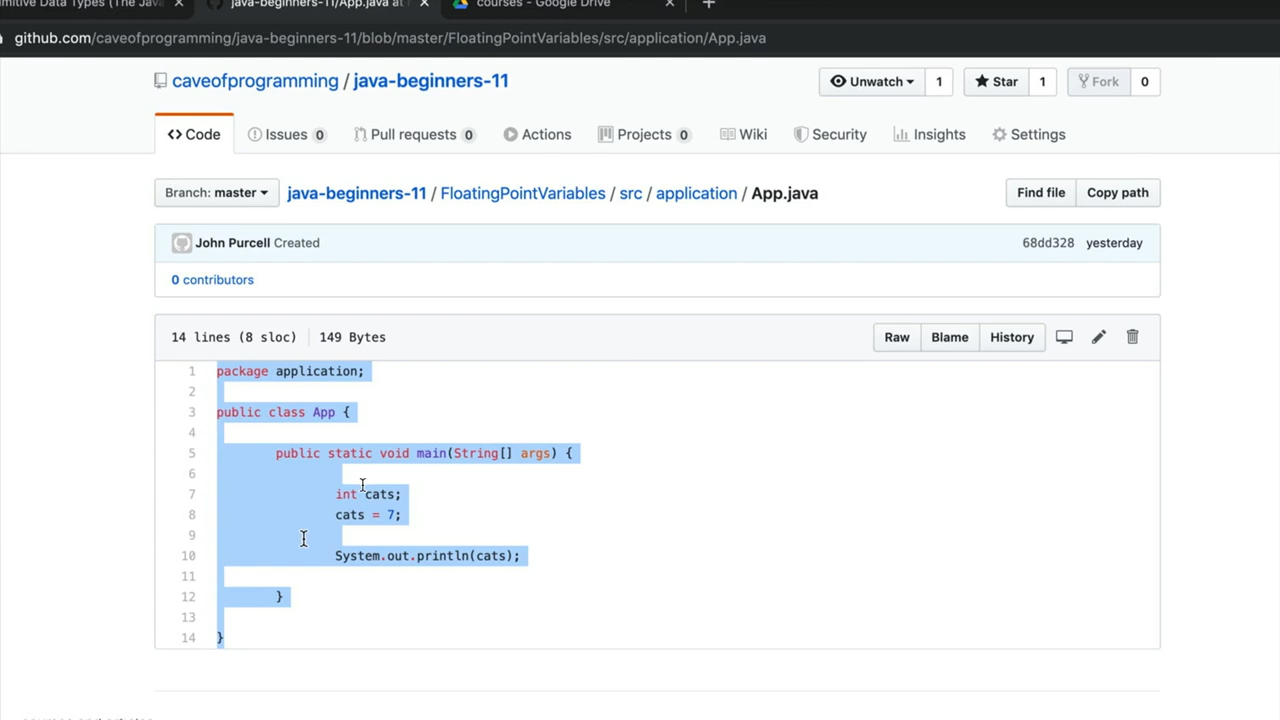 mitive Data Types (The Java
java-beginners-11/App.java at
courses - Google Drive
github.com/caveofprogramming/java-beginners-11/blob/master/FloatingPointVariables/src/application/App.java
caveofprogramming / java-beginners-11
Unwatch 1 Star 1 Fork 0
Code Issues 0 Pull requests 0 Actions Projects 0 Wiki Security Insights Settings
Branch: master java-beginners-11 / FloatingPointVariables / src / application / App.java Find file Copy path
John Purcell Created 68dd328 yesterday
0 contributors
14 lines (8 sloc) 149 Bytes Raw Blame History
1 package application;
2
3 public class App {
4
5 public static void main(String[] args) {
6
7 int cats;
8 cats = 7;
9
10 System.out.println(cats);
11
12 }
13
14 }